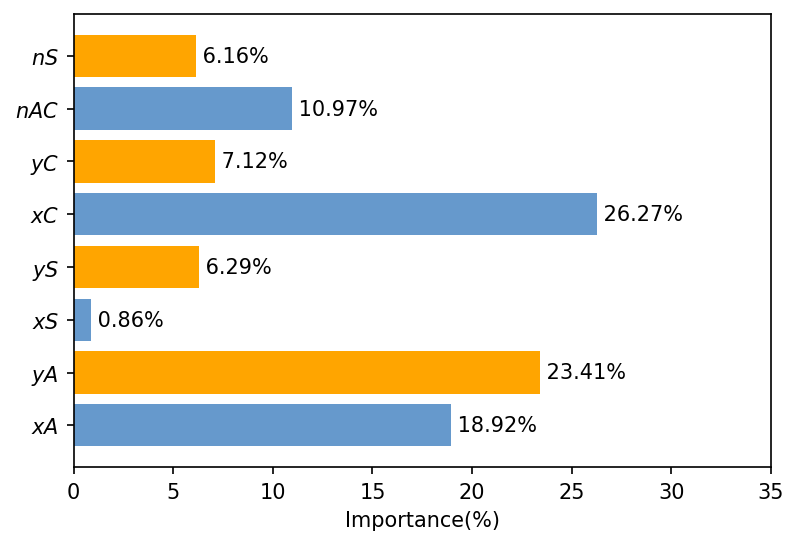 nS 6.16%
nAC 10.97%
yC 7.12%
xC 26.27%
yS 6.29%
xS 0.86%
yA 23.41%
xA 18.92%
0 5 10 15 20 25 30 35
Importance(%)